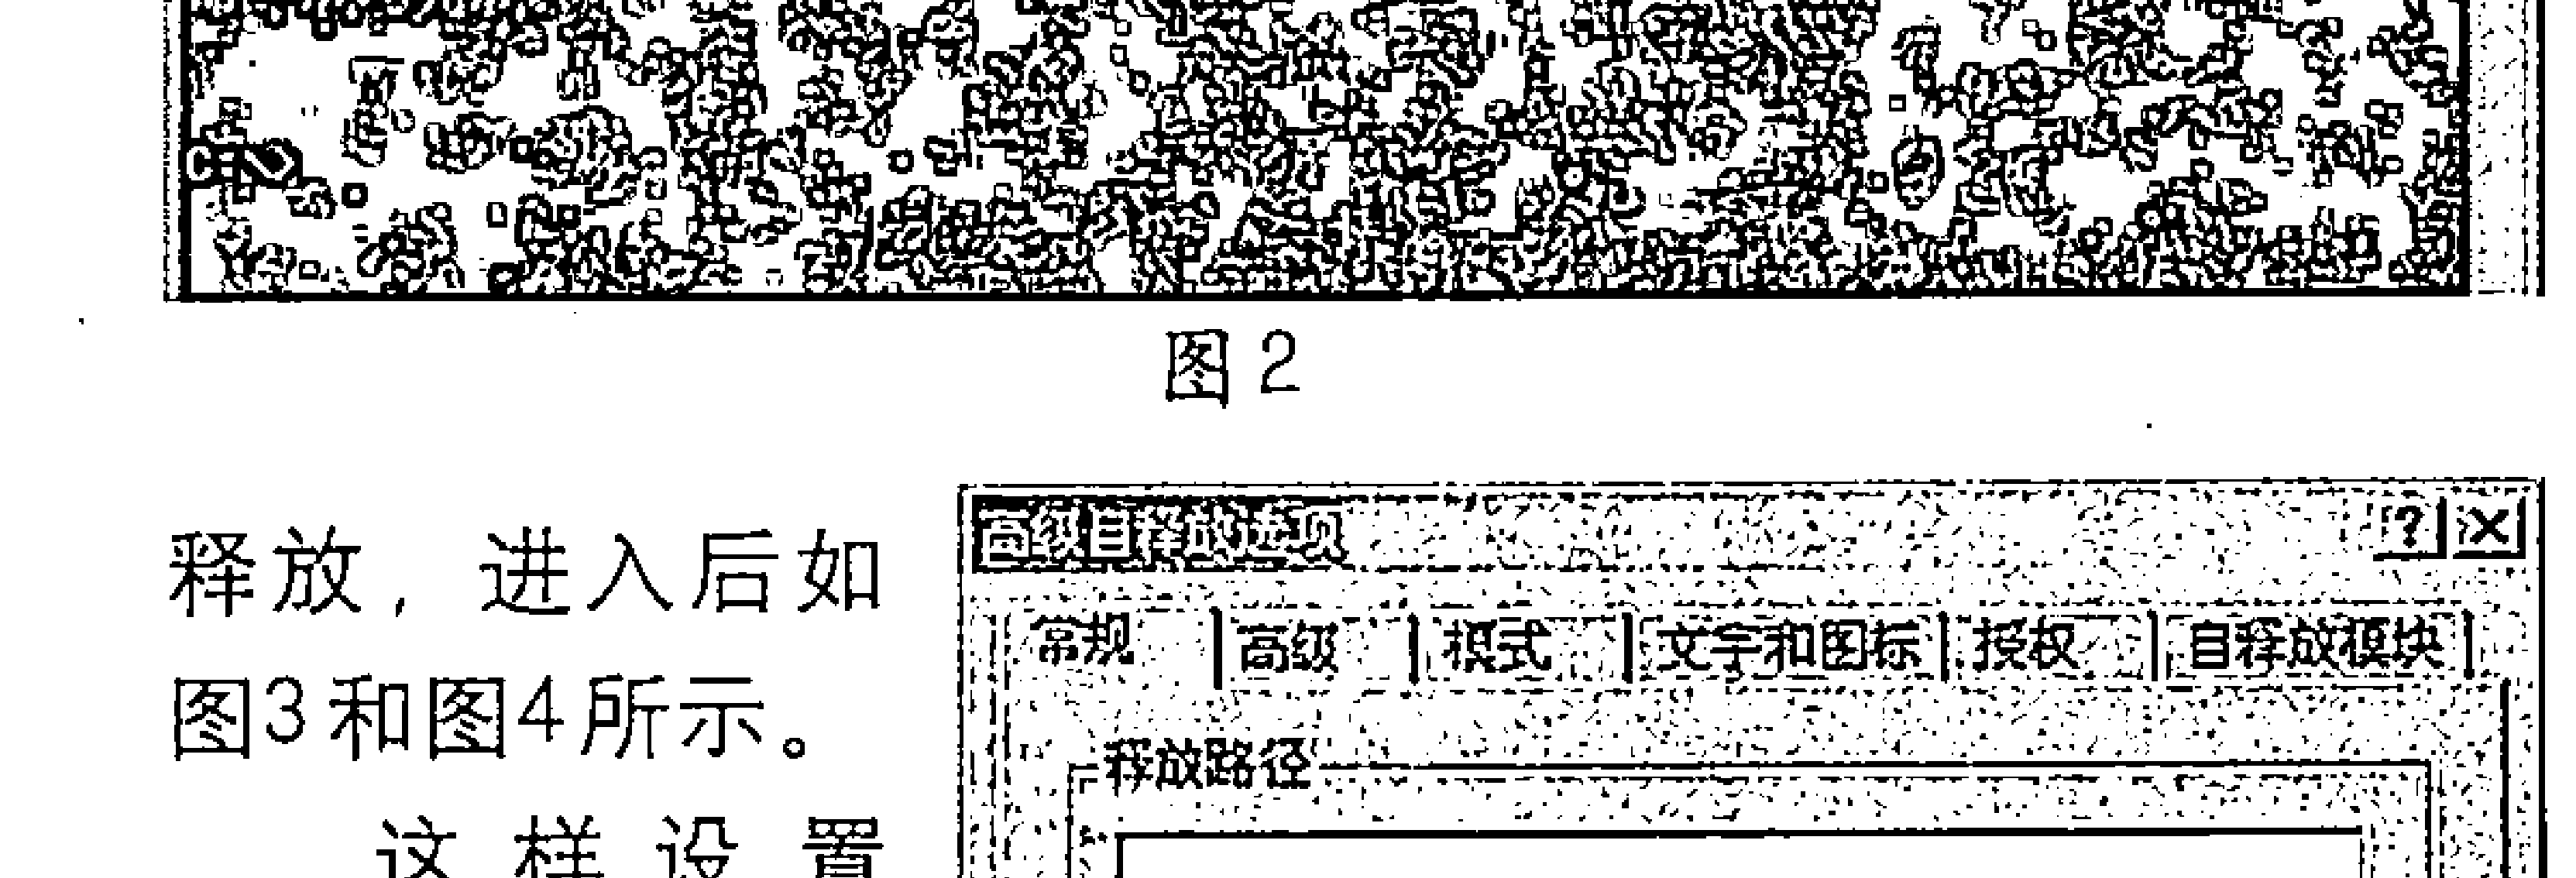 图2
释放，进入后如
图3和图4所示。
这样设置
高级自释放选项
常规 高级 模式 文字和图标 授权 自释放模块
释放路径